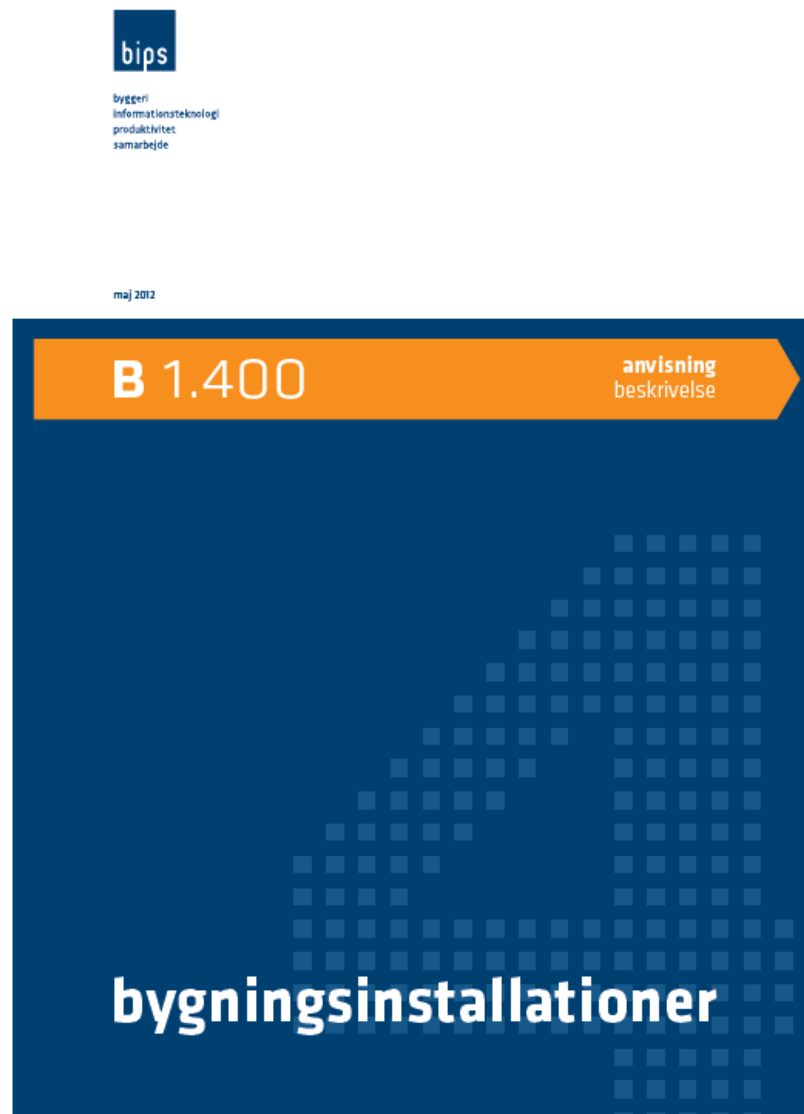 bips
byggeri
informationsteknologi
produktivitet
samarbejde
maj 2012
B 1.400
anvisning
beskrivelse
bygningsinstallationer